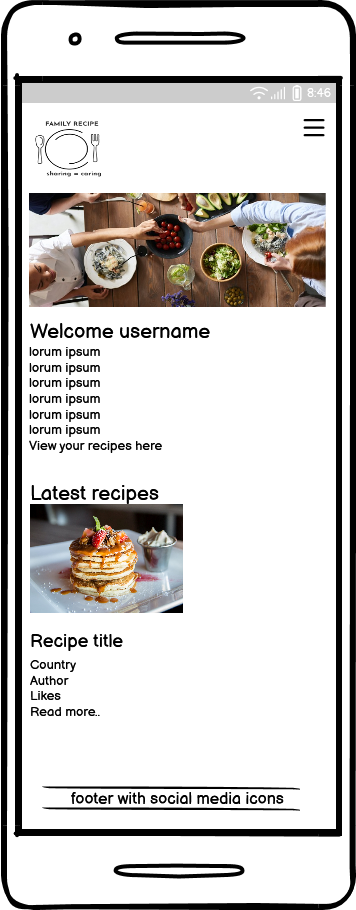 8:46
FAMILY RECIPE
sharing = caring
Welcome username
lorum ipsum
lorum ipsum
lorum ipsum
lorum ipsum
lorum ipsum
lorum ipsum
View your recipes here
Latest recipes
Recipe title
Country
Author
Likes
Read more..
footer with social media icons